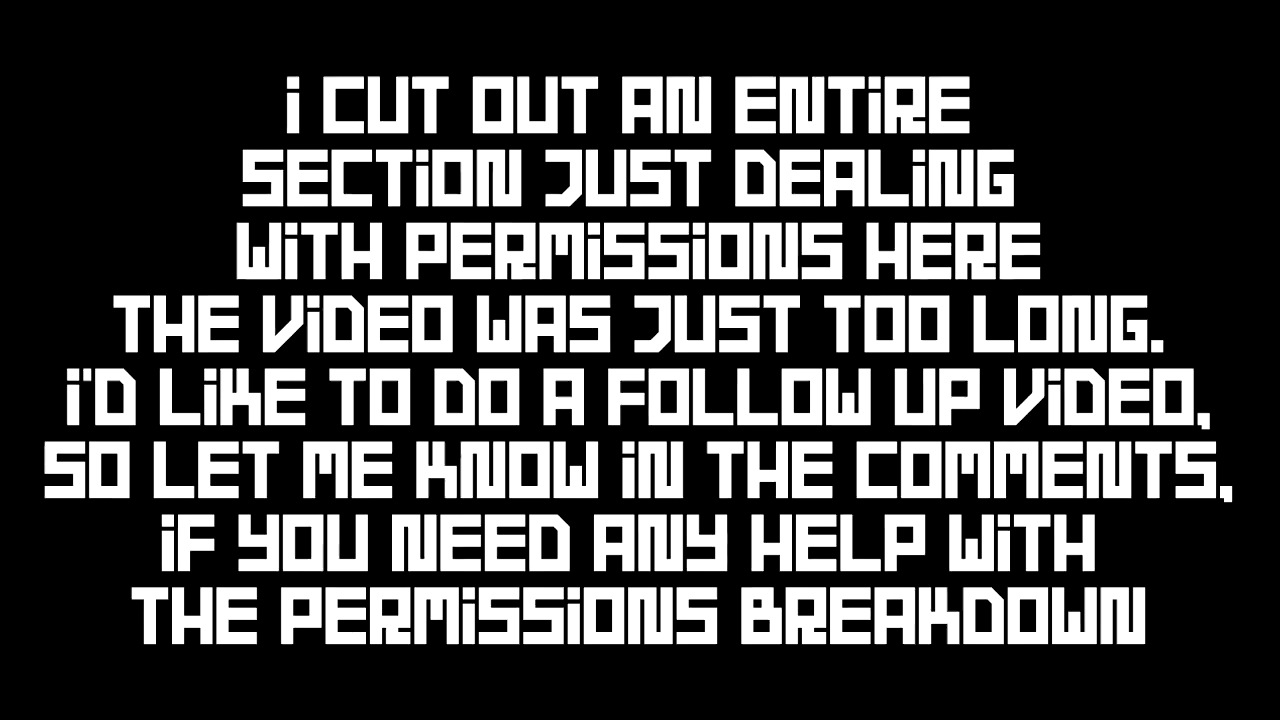 i CUT OUT AN ENTiRE
SECTiON JUST DEALiNG
WiTH PERMiSSiONS HERE
THE ViDEO WAS JUST TOO LONG.
i'D LiKE TO DO A FOLLOW UP ViDEO,
SO LET ME KNOW iN THE COMMENTS,
iF YOU NEED ANY HELP WiTH
THE PERMiSSiONS BREAKDOWN